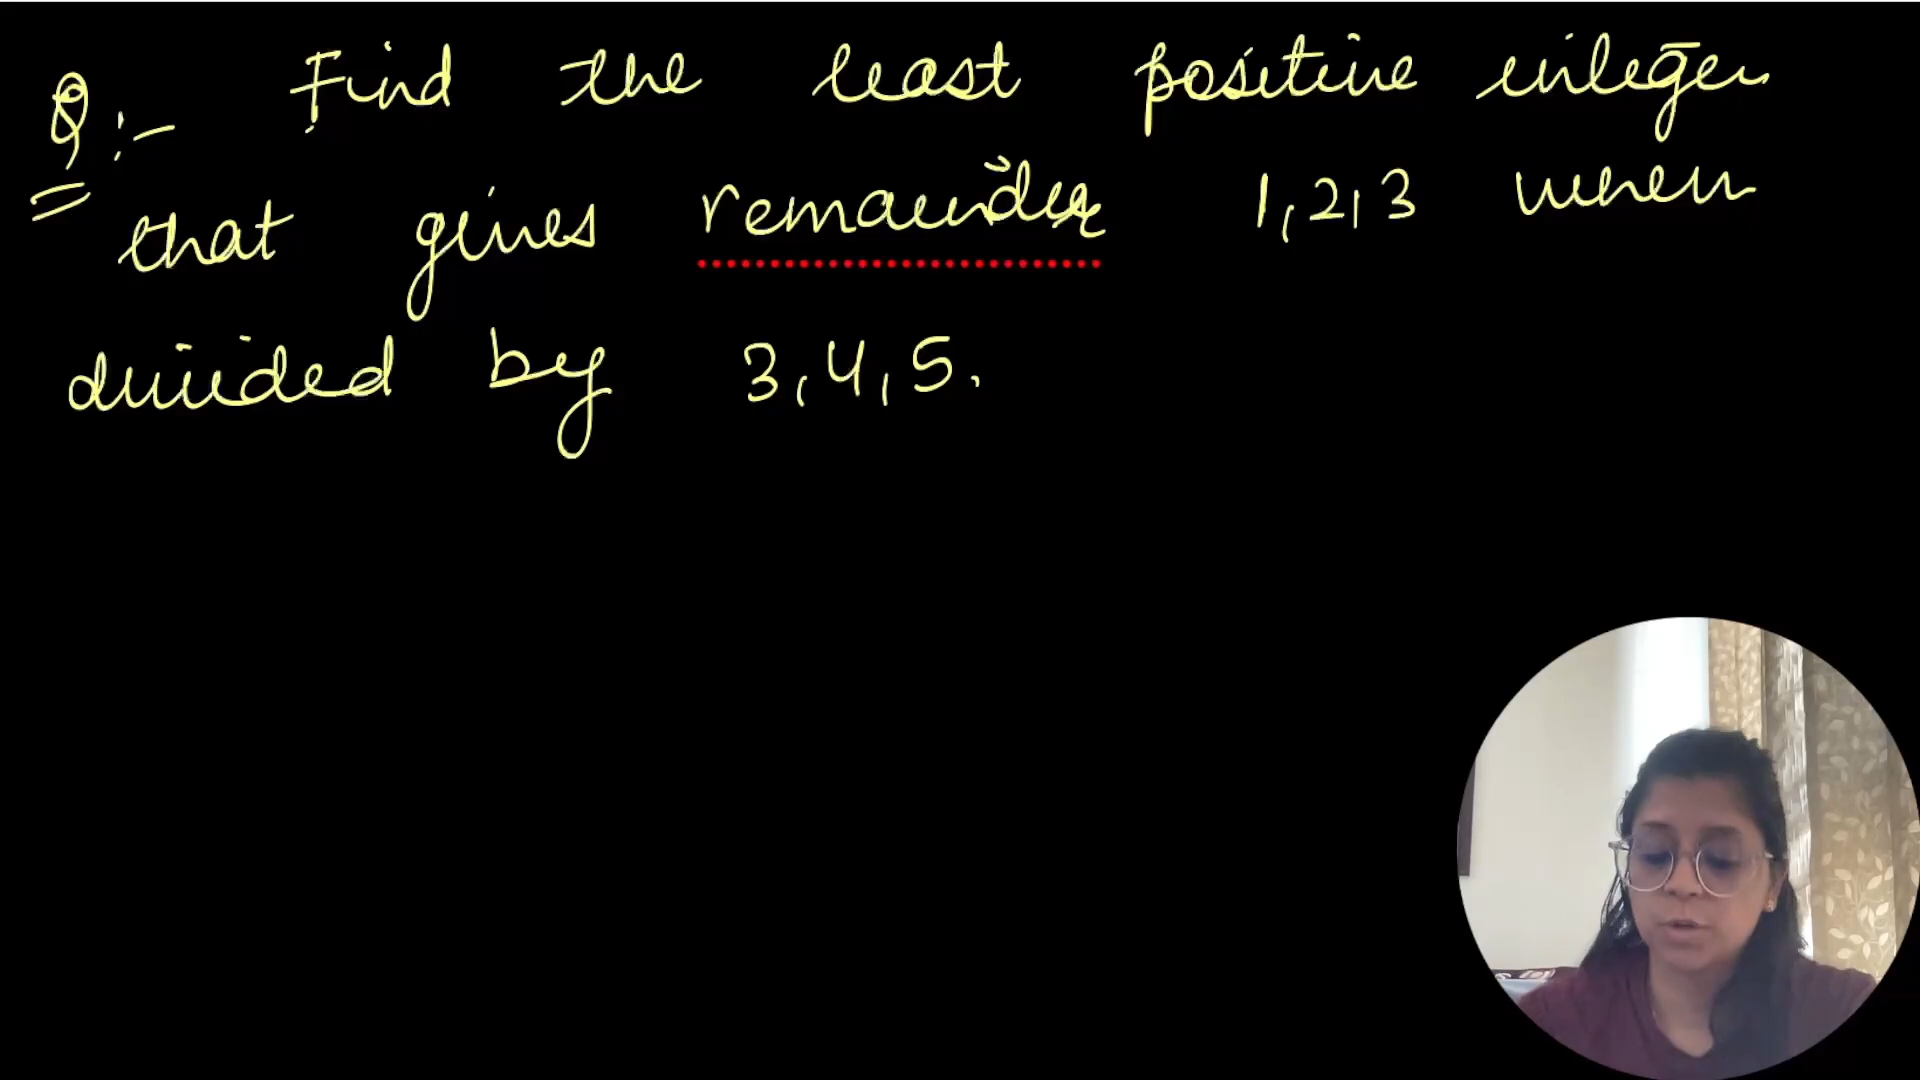 Q:- Find the least positive integer
that gives remainder 1, 2, 3 when
divided by 3, 4, 5.